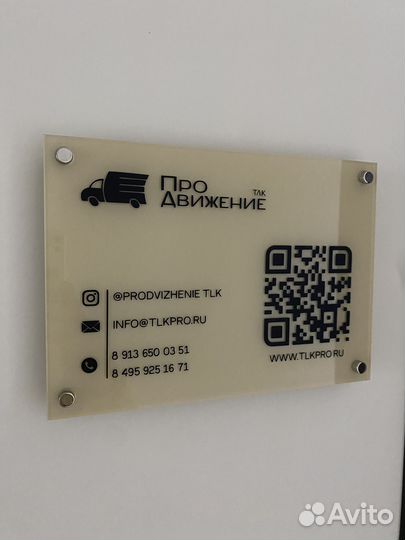 ПРО
ДВИЖЕНИЕ ТЛК
@PRODVIZHENIE TLK
INFO@TLKPRO.RU
8 913 650 03 51
8 495 925 16 71
WWW.TLKPRO.RU
Avito